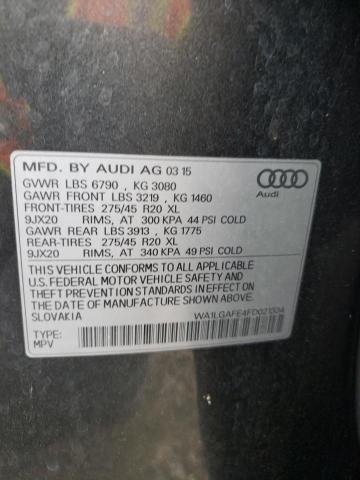 MFD. BY AUDI AG 03 15
GVWR LBS 6790 , KG 3080
GAWR FRONT LBS 3219 , KG 1460
FRONT-TIRES 275/45 R20 XL
9JX20 RIMS, AT 300 KPA 44 PSI COLD
GAWR REAR LBS 3913 , KG 1775
REAR-TIRES 275/45 R20 XL
9JX20 RIMS, AT 340 KPA 49 PSI COLD
Audi
THIS VEHICLE CONFORMS TO ALL APPLICABLE
U.S. FEDERAL MOTOR VEHICLE SAFETY AND
THEFT PREVENTION STANDARDS IN EFFECT ON
THE DATE OF MANUFACTURE SHOWN ABOVE.
SLOVAKIA WA1LGAFE4FD021334
TYPE:
MPV